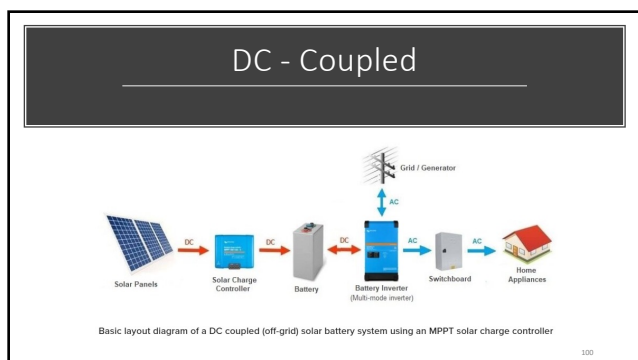 DC - Coupled
Grid / Generator
AC
DC
DC
DC
AC
AC
Solar Panels
Solar Charge
Controller
Battery
Battery Inverter
(Multi-mode inverter)
Switchboard
Home
Appliances
Basic layout diagram of a DC coupled (off-grid) solar battery system using an MPPT solar charge controller
100